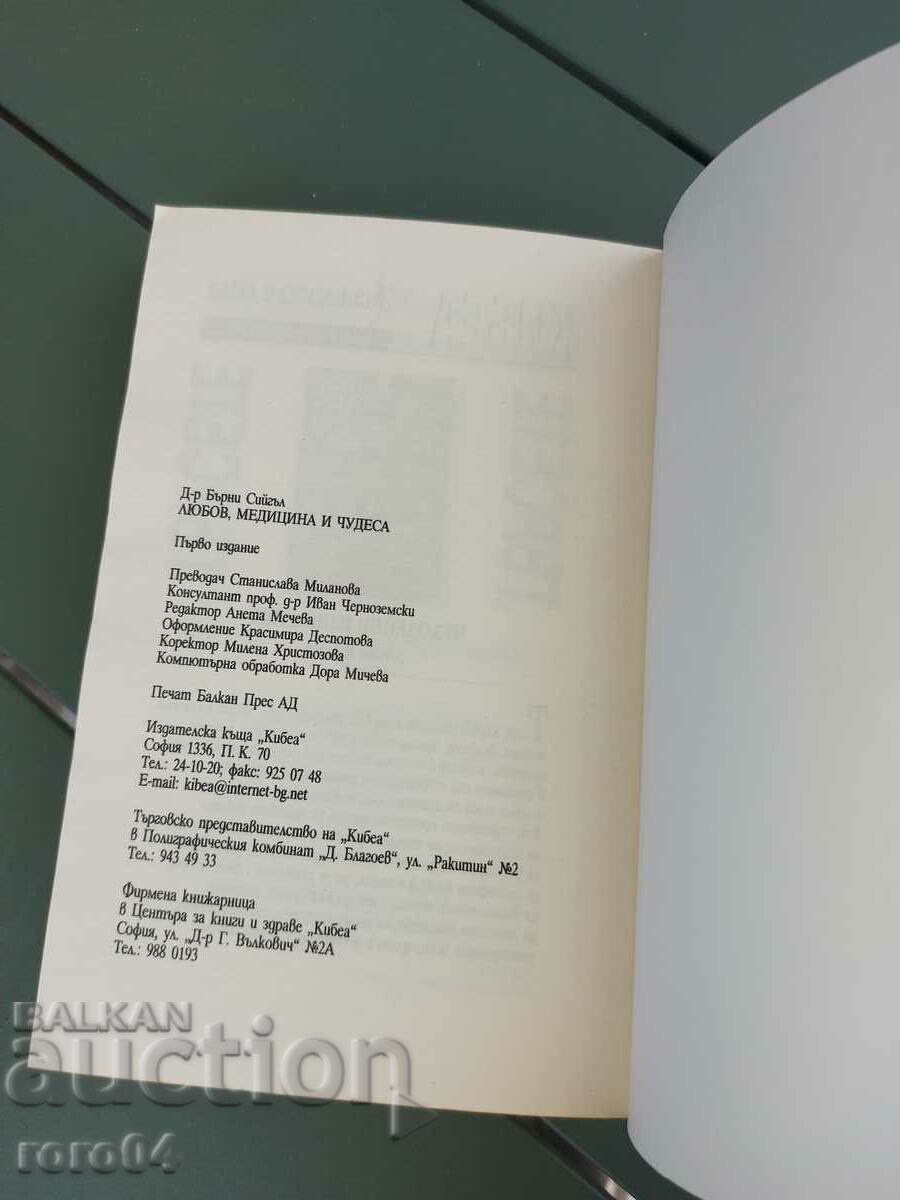 Д-р Бърни Сийгъл
ЛЮБОВ, МЕДИЦИНА И ЧУДЕСА
Първо издание
Преводач Станислава Миланова
Консултант проф. д-р Иван Черноземски
Редактор Анета Мечева
Оформление Красимира Деспотова
Коректор Милена Христозова
Компютърна обработка Дора Мичева
Печат Балкан Прес АД
Издателска къща „Кибеа“
София 1336, П. К. 70
Тел.: 24-10-20; факс: 925 07 48
E-mail: kibea@internet-bg.net
Търговско представителство на „Кибеа“
в Полиграфическия комбинат „Д. Благоев“, ул. „Ракитин“ №2
Тел.: 943 49 33
Фирмена книжарница
в Центъра за книги и здраве „Кибеа“
София, ул. „Д-р Г. Вълкович“ №2А
Тел.: 988 0193
BALKAN
auction
roro04